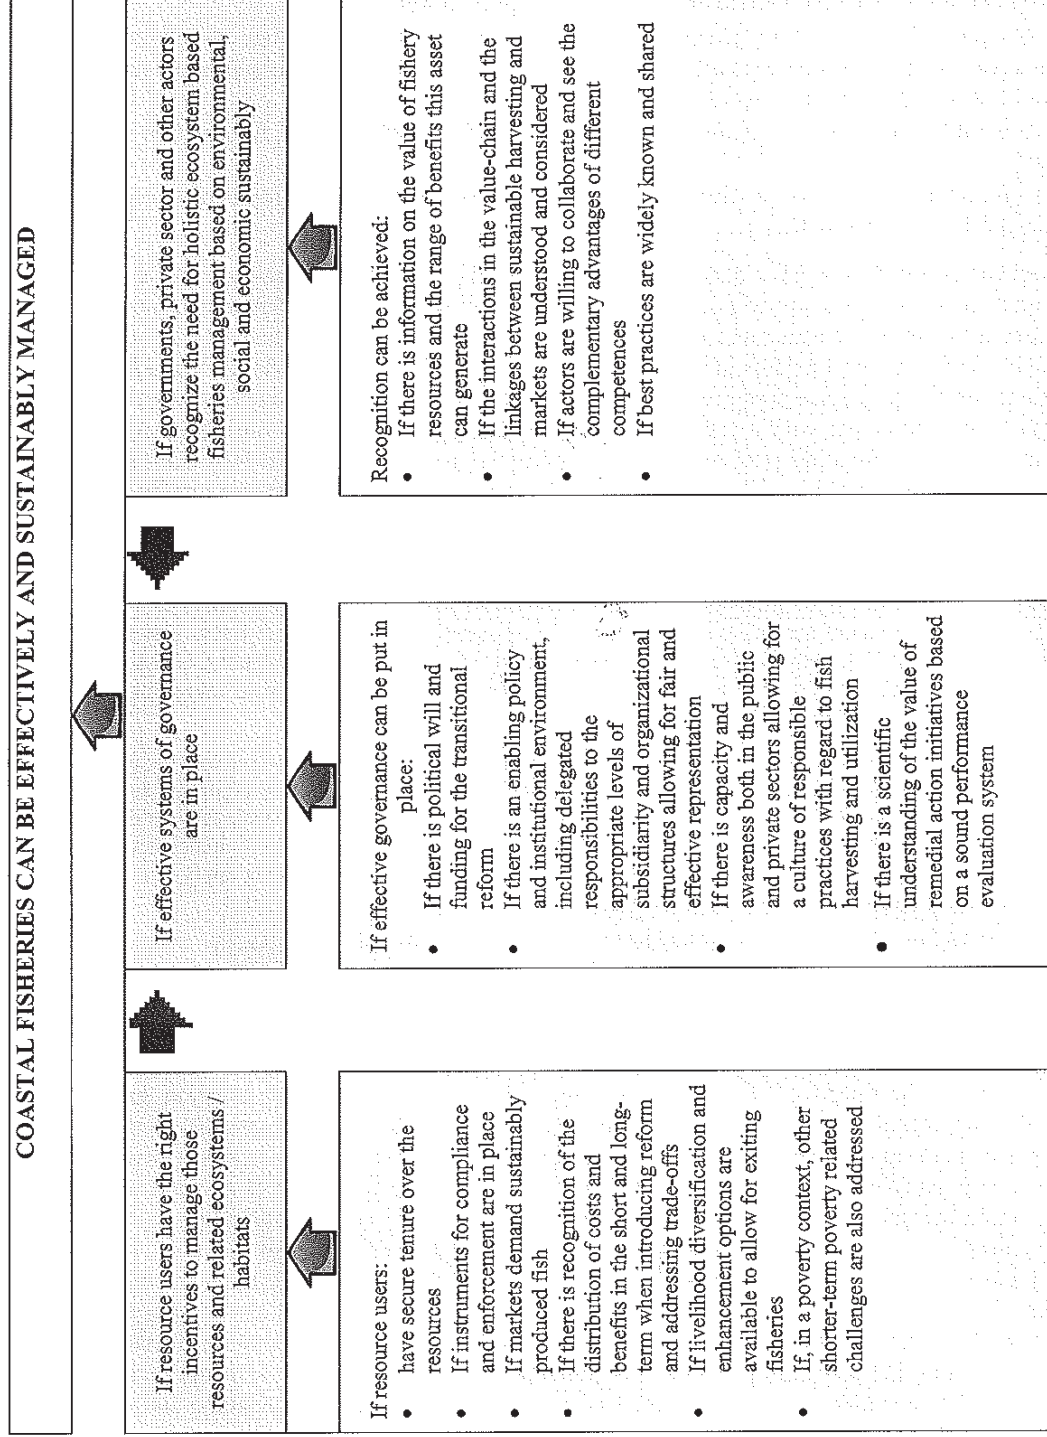 COASTAL FISHERIES CAN BE EFFECTIVELY AND SUSTAINABLY MANAGED
If resource users have the right
incentives to manage those
resources and related ecosystems /
habitats
If effective systems of governance
are in place
If governments, private sector and other actors
recognize the need for holistic ecosystem based
fisheries management based on environmental,
social and economic sustainably
If resource users:
• have secure tenure over the
resources
• If instruments for compliance
and enforcement are in place
• If markets demand sustainably
produced fish
• If there is recognition of the
distribution of costs and
benefits in the short and long-
term when introducing reform
and addressing trade-offs
• If livelihood diversification and
enhancement options are
available to allow for exiting
fisheries
• If, in a poverty context, other
shorter-term poverty related
challenges are also addressed
If effective governance can be put in
place:
• If there is political will and
funding for the transitional
reform
• If there is an enabling policy
and institutional environment,
including delegated
responsibilities to the
appropriate levels of
subsidiarity and organizational
structures allowing for fair and
effective representation
• If there is capacity and
awareness both in the public
and private sectors allowing for
a culture of responsible
practices with regard to fish
harvesting and utilization
• If there is a scientific
understanding of the value of
remedial action initiatives based
on a sound performance
evaluation system
Recognition can be achieved:
• If there is information on the value of fishery
resources and the range of benefits this asset
can generate
• If the interactions in the value-chain and the
linkages between sustainable harvesting and
markets are understood and considered
• If actors are willing to collaborate and see the
complementary advantages of different
competences
• If best practices are widely known and shared